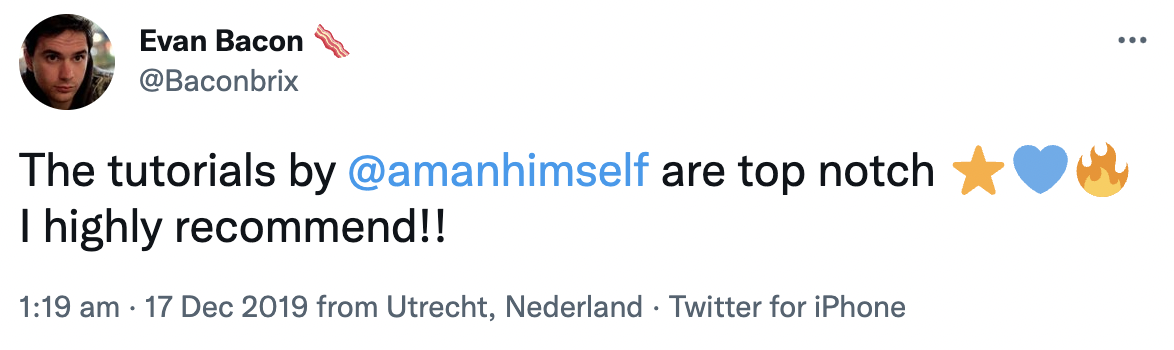 Evan Bacon 🥓
@Baconbrix
The tutorials by @amanhimself are top notch ⭐💙🔥
I highly recommend!!
1:19 am · 17 Dec 2019 from Utrecht, Nederland · Twitter for iPhone